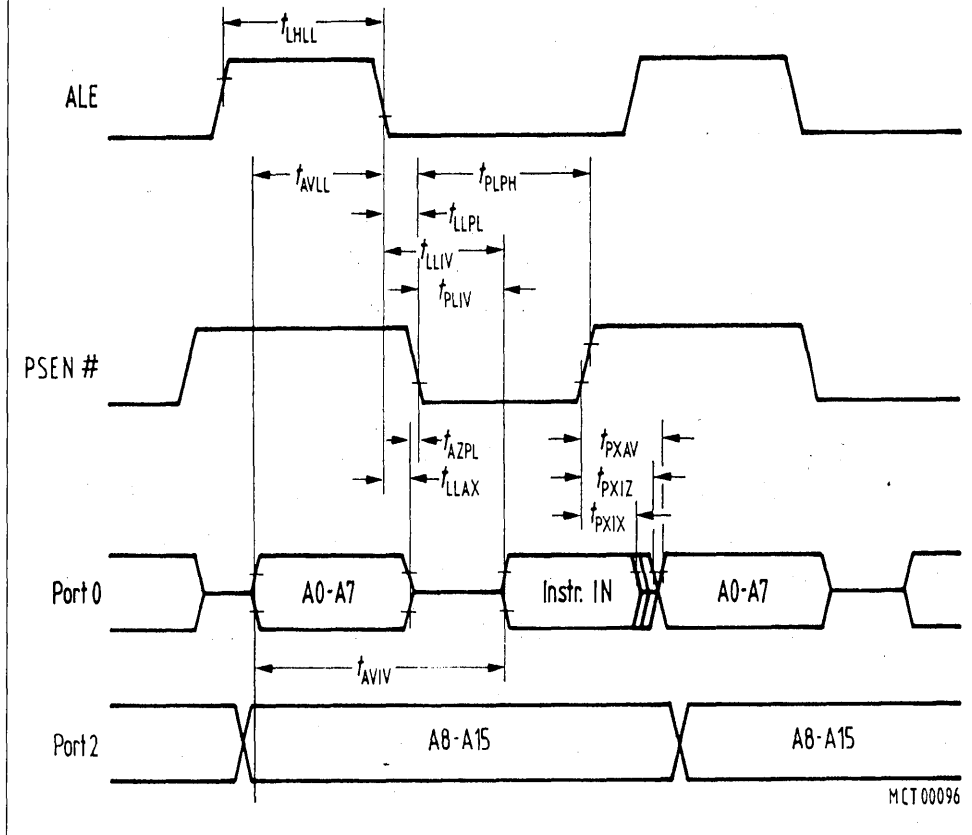 tLHLL
ALE
tAVLL
tPLPH
tLLPL
tLLIV
tPLIV
PSEN #
tAZPL
tPXAV
tLLAX
tPXIZ
tPXIX
Port 0
A0-A7
Instr. IN
A0-A7
tAVIV
Port 2
A8-A15
A8-A15
MCT00096